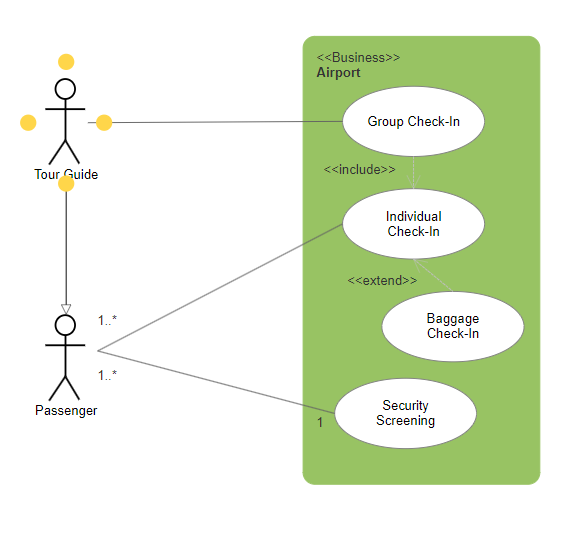 <<Business>>
Airport
Group Check-In
Tour Guide
<<include>>
Individual
Check-In
<<extend>>
1..*
Baggage
Check-In
1..*
Passenger
Security
Screening
1